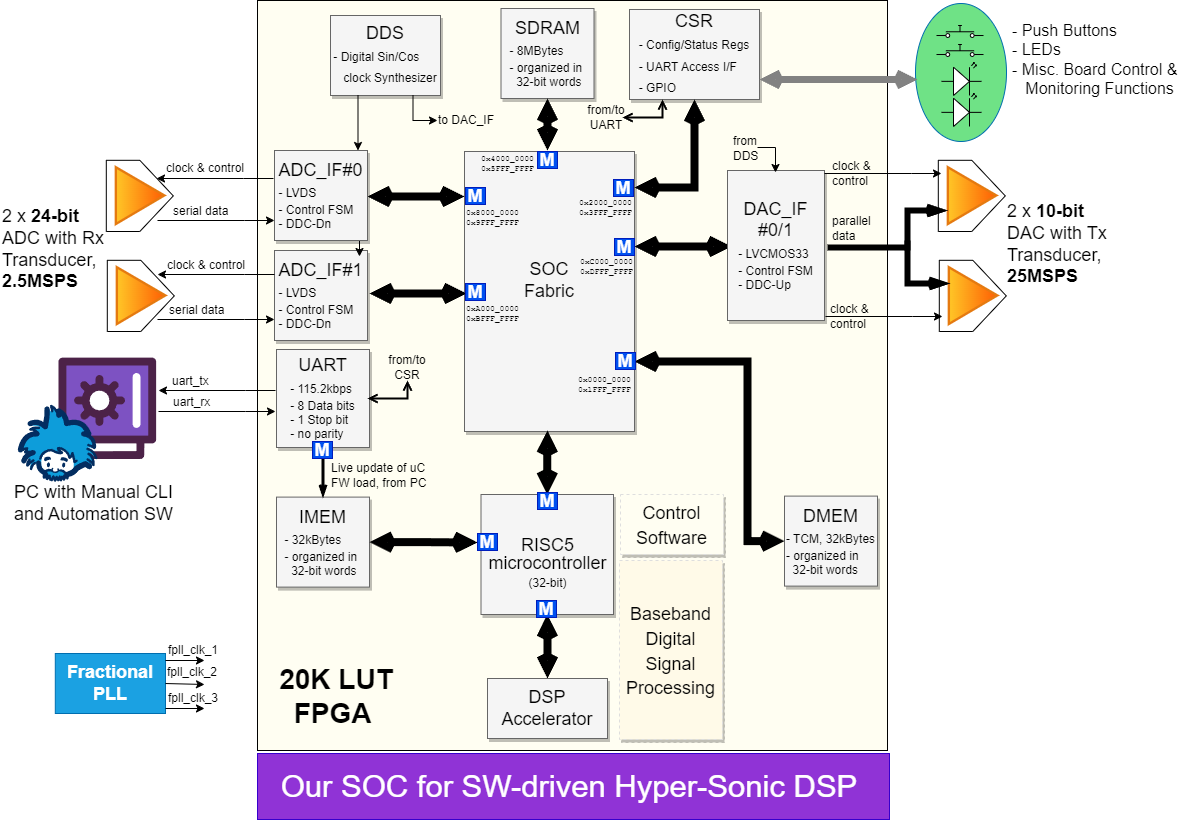 DDS
- Digital Sin/Cos
clock Synthesizer
to DAC_IF
SDRAM
- 8MBytes
- organized in
32-bit words
CSR
- Config/Status Regs
- UART Access I/F
- GPIO
from/to
UART
- Push Buttons
- LEDs
- Misc. Board Control &
Monitoring Functions
2 x 24-bit
ADC with Rx
Transducer,
2.5MSPS
clock & control
serial data
clock & control
serial data
ADC_IF#0
- LVDS
- Control FSM
- DDC-Dn
ADC_IF#1
- LVDS
- Control FSM
- DDC-Dn
M
0x4000_0000
0x5FFF_FFFF
M
0x8000_0000
0x9FFF_FFFF
M
0x2000_0000
0x3FFF_FFFF
M
0xC000_0000
0xDFFF_FFFF
SOC
Fabric
M
0xA000_0000
0xBFFF_FFFF
M
0x0000_0000
0x1FFF_FFFF
from
DDS
DAC_IF
#0/1
- LVCMOS33
- Control FSM
- DDC-Up
clock &
control
parallel
data
clock &
control
2 x 10-bit
DAC with Tx
Transducer,
25MSPS
uart_tx
uart_rx
PC with Manual CLI
and Automation SW
UART
- 115.2kbps
- 8 Data bits
- 1 Stop bit
- no parity
M
from/to
CSR
Live update of uC
FW load, from PC
IMEM
- 32kBytes
- organized in
32-bit words
M
M
RISC5
microcontroller
(32-bit)
M
Control
Software
Baseband
Digital
Signal
Processing
DMEM
- TCM, 32kBytes
- organized in
32-bit words
DSP
Accelerator
Fractional
PLL
fpll_clk_1
fpll_clk_2
fpll_clk_3
20K LUT
FPGA
Our SOC for SW-driven Hyper-Sonic DSP